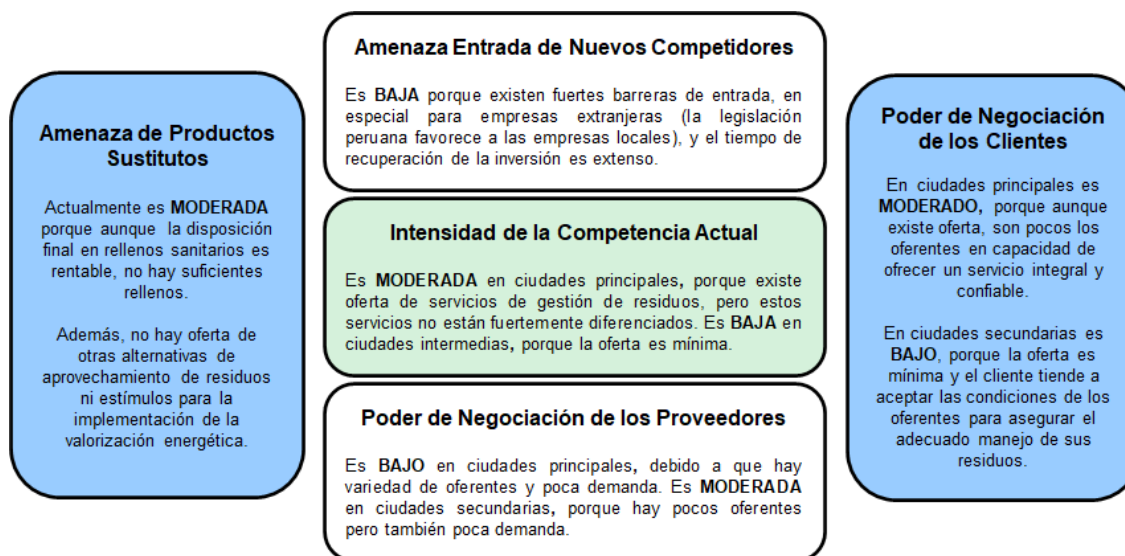 Amenaza Entrada de Nuevos Competidores
Es BAJA porque existen fuertes barreras de entrada, en
especial para empresas extranjeras (la legislación
peruana favorece a las empresas locales), y el tiempo de
recuperación de la inversión es extenso.
Amenaza de Productos
Sustitutos
Actualmente es MODERADA
porque aunque la disposición
final en rellenos sanitarios es
rentable, no hay suficientes
rellenos.
Además, no hay oferta de
otras alternativas de
aprovechamiento de residuos
ni estímulos para la
implementación de la
valorización energética.
Intensidad de la Competencia Actual
Es MODERADA en ciudades principales, porque existe
oferta de servicios de gestión de residuos, pero estos
servicios no están fuertemente diferenciados. Es BAJA en
ciudades intermedias, porque la oferta es mínima.
Poder de Negociación
de los Clientes
En ciudades principales es
MODERADO, porque aunque
existe oferta, son pocos los
oferentes en capacidad de
ofrecer un servicio integral y
confiable.
En ciudades secundarias es
BAJO, porque la oferta es
mínima y el cliente tiende a
aceptar las condiciones de los
oferentes para asegurar el
adecuado manejo de sus
residuos.
Poder de Negociación de los Proveedores
Es BAJO en ciudades principales, debido a que hay
variedad de oferentes y poca demanda. Es MODERADA
en ciudades secundarias, porque hay pocos oferentes
pero también poca demanda.